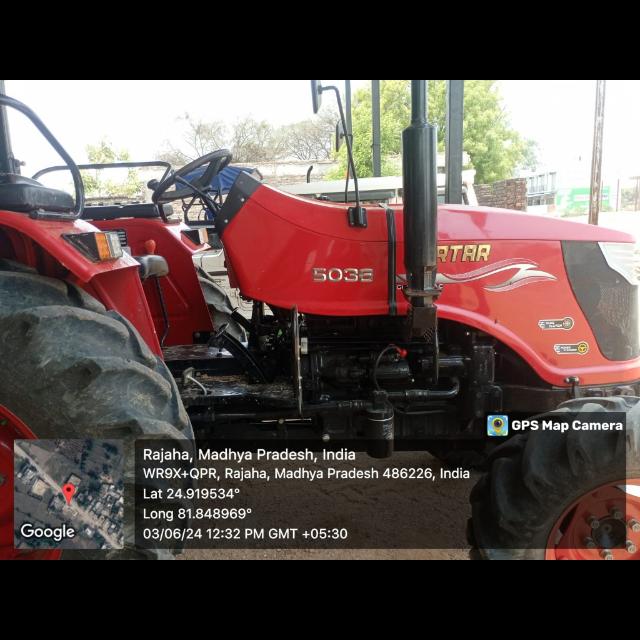 5035
RTAR
GPS Map Camera
Rajaha, Madhya Pradesh, India
WR9X+QPR, Rajaha, Madhya Pradesh 486226, India
Lat 24.919534°
Long 81.848969°
03/06/24 12:32 PM GMT +05:30
Google